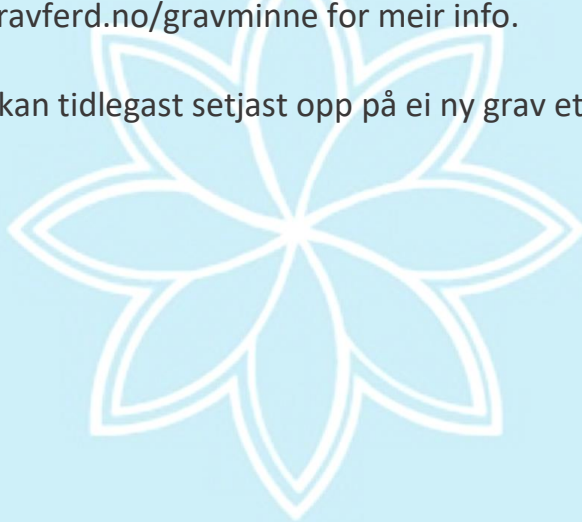 ravferd.no/gravminne for meir info.
kan tidlegast setjast opp på ei ny grav et